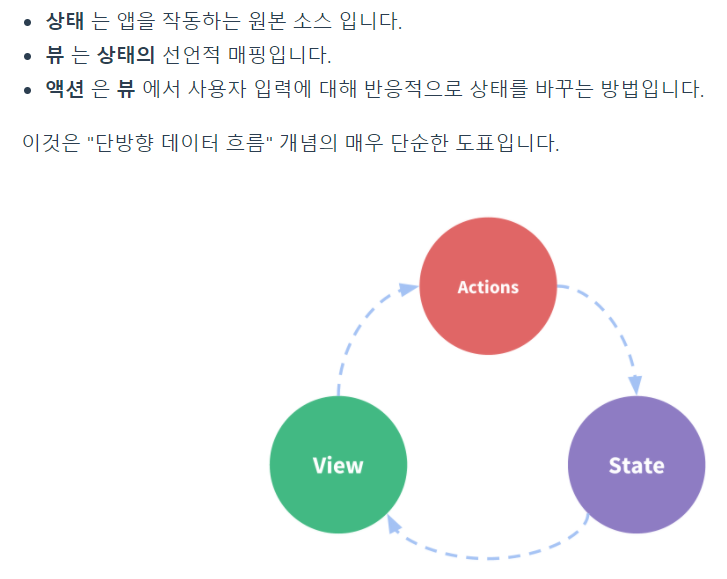 상태 는 앱을 작동하는 원본 소스 입니다.
뷰 는 상태의 선언적 매핑입니다.
액션 은 뷰 에서 사용자 입력에 대해 반응적으로 상태를 바꾸는 방법입니다.
이것은 "단방향 데이터 흐름" 개념의 매우 단순한 도표입니다.
Actions
View
State